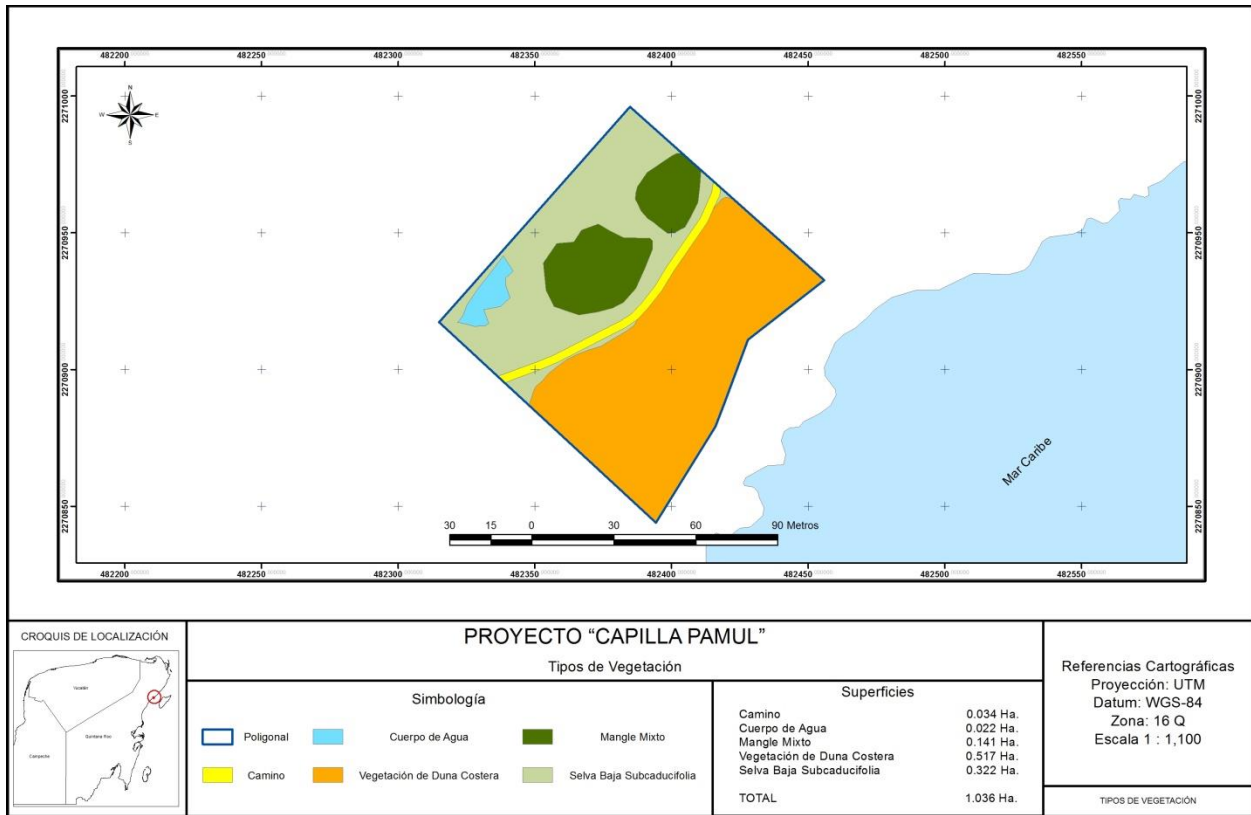 482200 482250 482300 482350 482400 482450 482500 482550
2271000 2271000
N
W E
S
2270950 2270950
2270900 2270900
Mar Caribe
2270850 2270850
30 15 0 30 60 90 Metros
482200 482250 482300 482350 482400 482450 482500 482550
CROQUIS DE LOCALIZACIÓN
Yucatán
Quintana Roo
Campeche
PROYECTO “CAPILLA PAMUL”
Tipos de Vegetación
Simbología
Poligonal
Cuerpo de Agua
Mangle Mixto
Camino
Vegetación de Duna Costera
Selva Baja Subcaducifolia
Superfícies
Camino 0.034 Ha.
Cuerpo de Agua 0.022 Ha.
Mangle Mixto 0.141 Ha.
Vegetación de Duna Costera 0.517 Ha.
Selva Baja Subcaducifolia 0.322 Ha.
TOTAL 1.036 Ha.
Referencias Cartográficas
Proyección: UTM
Datum: WGS-84
Zona: 16 Q
Escala 1 : 1,100
TIPOS DE VEGETACIÓN